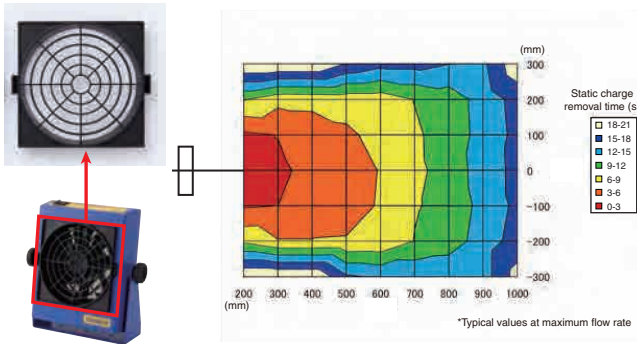 (mm)
300
200
100
0
−100
−200
−300
200 300 400 500 600 700 800 900 1000
(mm)
Static charge
removal time (s
18-21
15-18
12-15
9-12
6-9
3-6
0-3
*Typical values at maximum flow rate